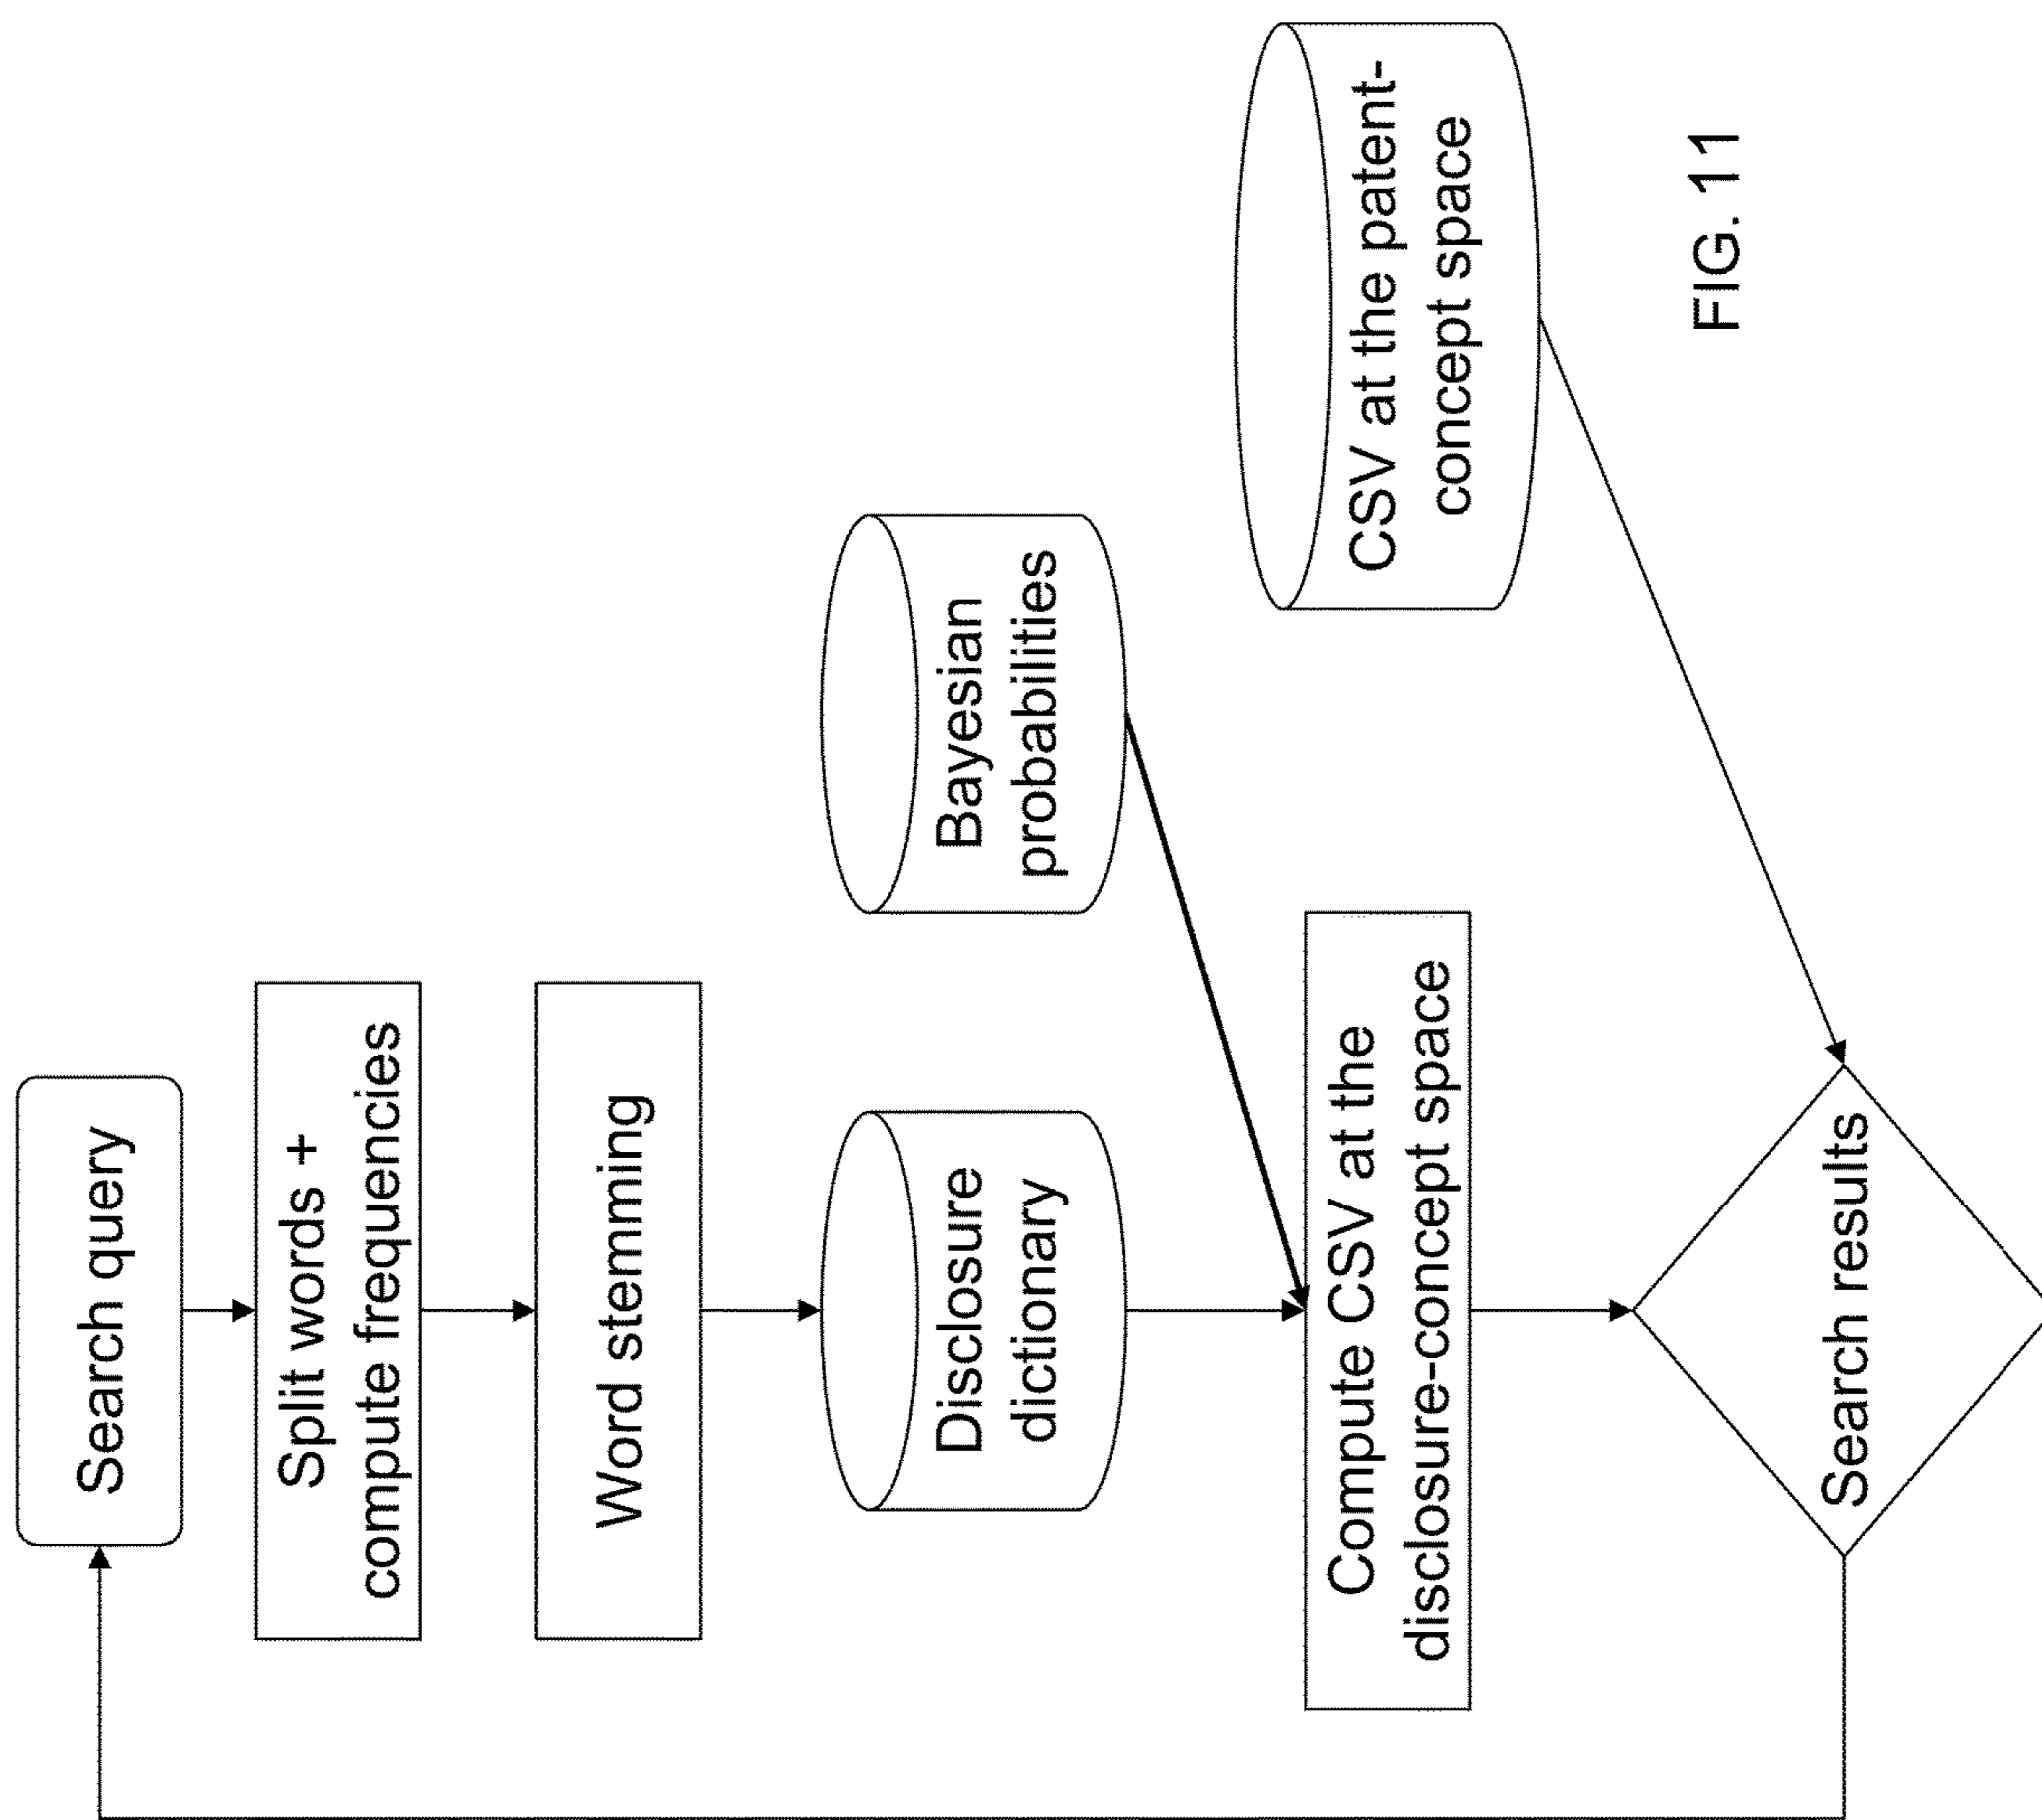 Search query
Split words +
compute frequencies
Word stemming
Disclosure
dictionary
Bayesian
probabilities
Compute CSV at the
disclosure-concept space
CSV at the patent-
concept space
Search results
FIG. 11